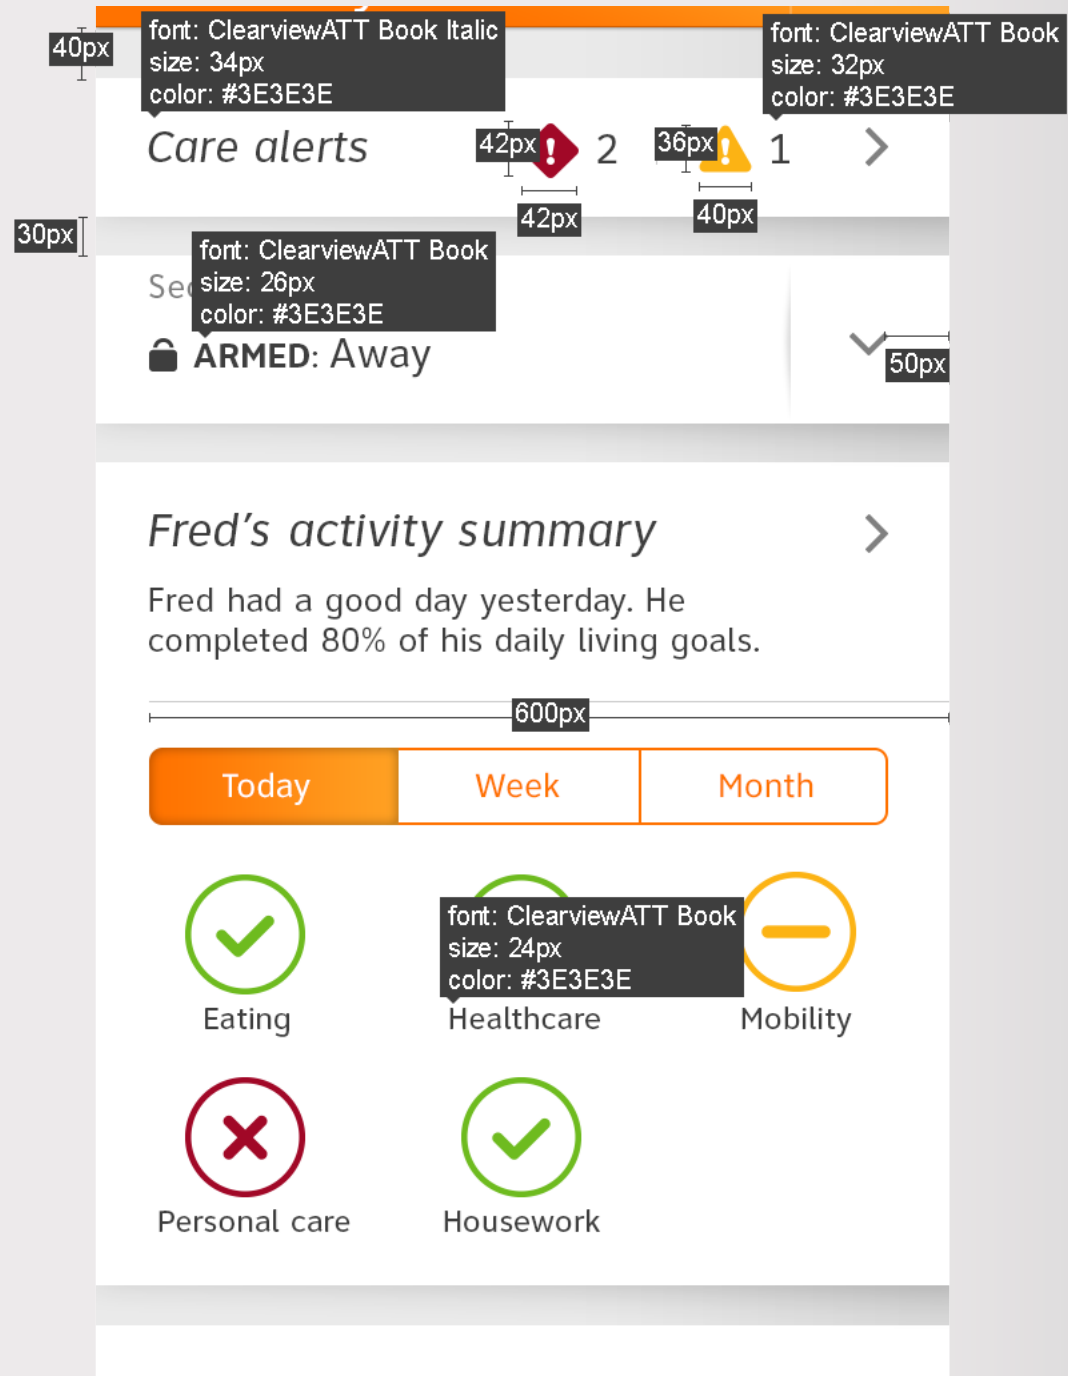 font: ClearviewATT Book Italic
size: 34px
color: #3E3E3E
font: ClearviewATT Book
size: 32px
color: #3E3E3E
40px
Care alerts
42px
2
36px
1
42px
40px
30px
font: ClearviewATT Book
size: 26px
color: #3E3E3E
ARMED: Away
50px
Fred's activity summary
Fred had a good day yesterday. He
completed 80% of his daily living goals.
600px
Today Week Month
font: ClearviewATT Book
size: 24px
color: #3E3E3E
Eating Healthcare Mobility
Personal care Housework